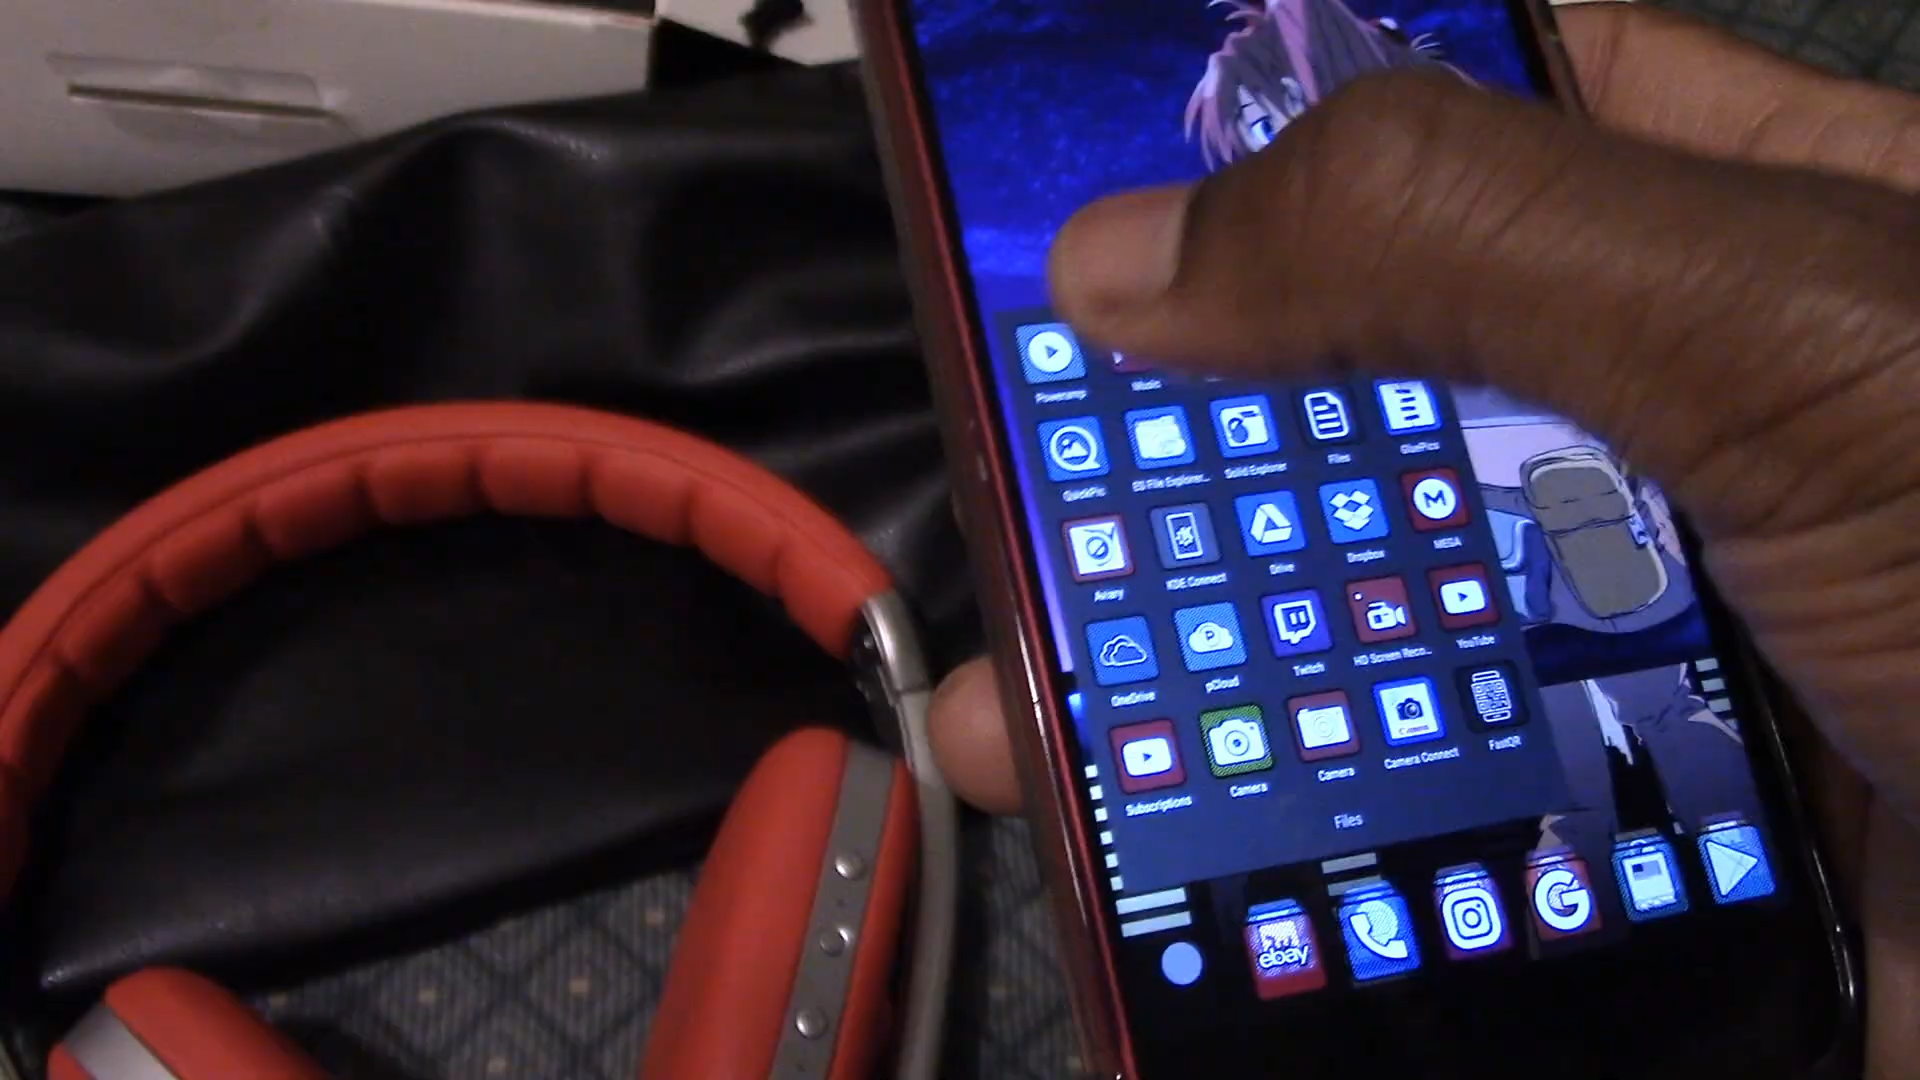 Poweramp
Music
QuickPic
ES File Explorer...
Solid Explorer
Files
Aviary
KDE Connect
Drive
Dropbox
M
MEGA
OneDrive
P
pCloud
Twitch
HD Screen Reco...
YouTube
Subscriptions
Camera
Camera
Canon
Camera Connect
FastQR
Files
ebay
G